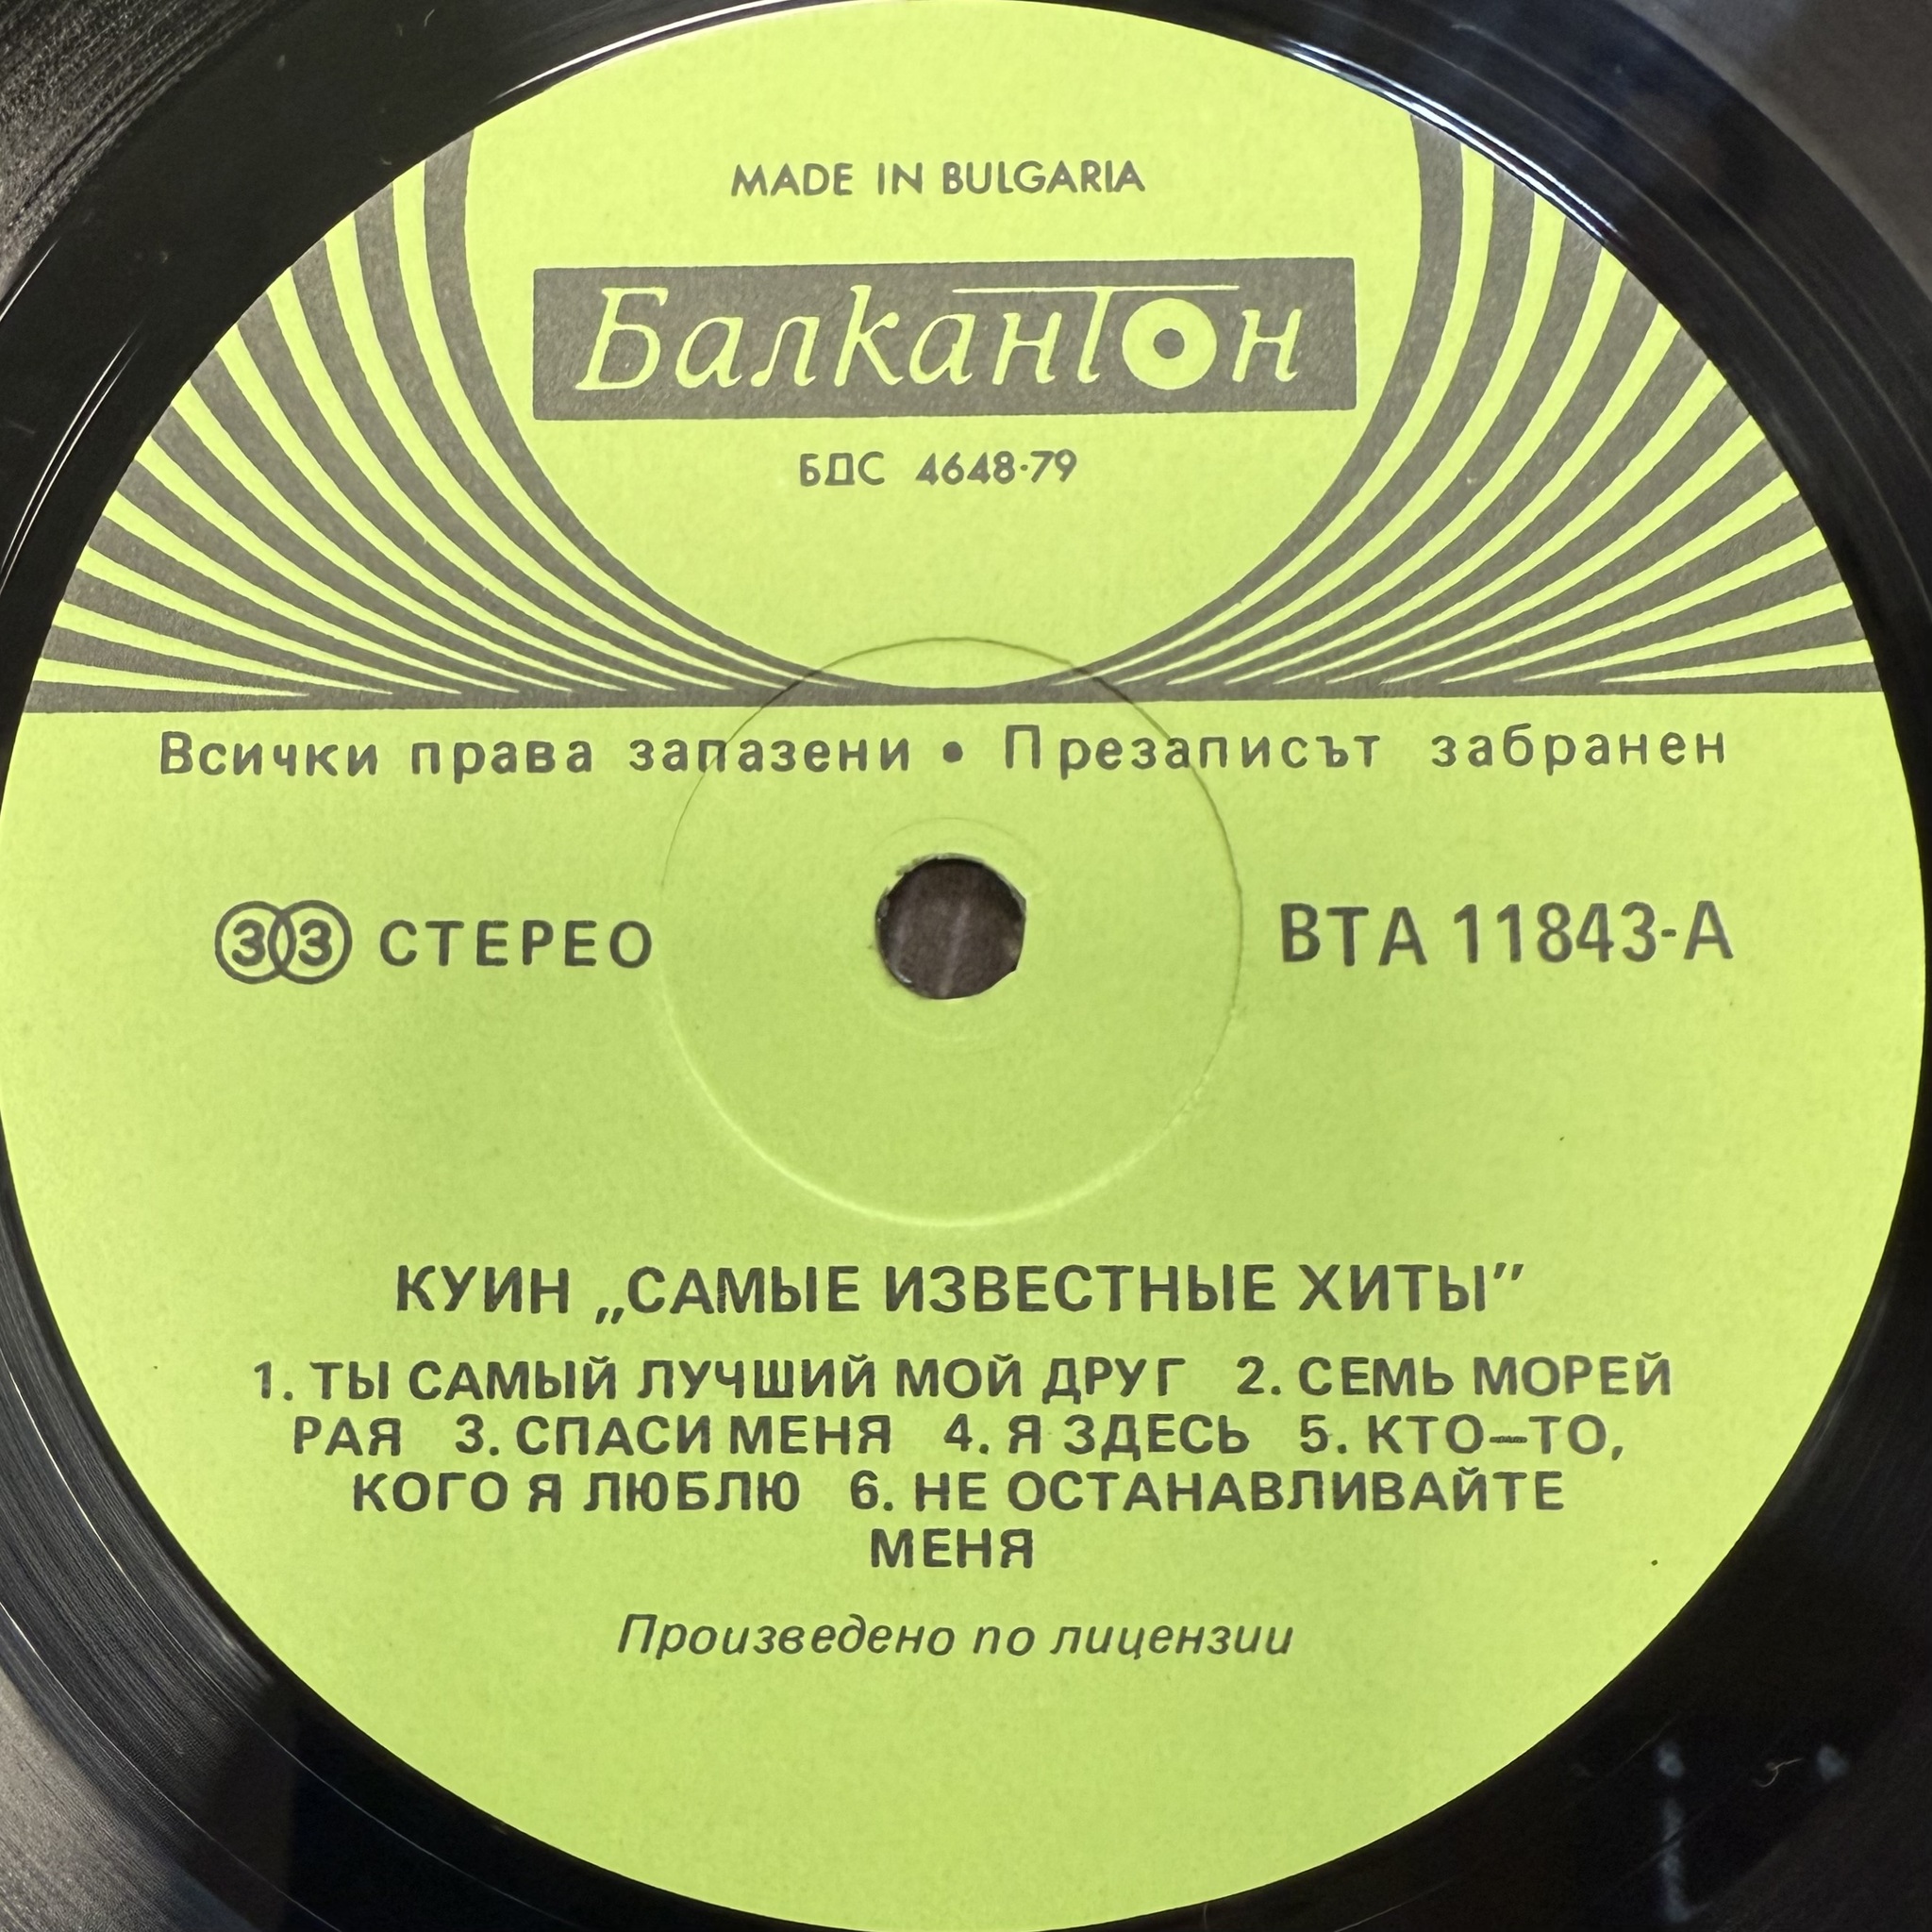 MADE IN BULGARIA
Балкантон
БДС 4648-79
Всички права запазени • Презаписът забранен
33 СТЕРЕО ВТА 11843-А
КУИН „САМЫЕ ИЗВЕСТНЫЕ ХИТЫ”
1. ТЫ САМЫЙ ЛУЧШИЙ МОЙ ДРУГ 2. СЕМЬ МОРЕЙ
РАЯ 3. СПАСИ МЕНЯ 4. Я ЗДЕСЬ 5. КТО—ТО,
КОГО Я ЛЮБЛЮ 6. НЕ ОСТАНАВЛИВАЙТЕ
МЕНЯ
Произведено по лицензии